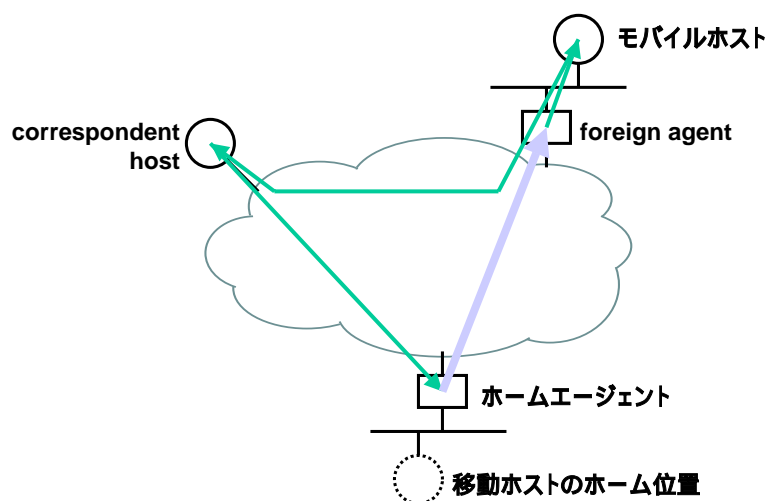 モバイルホスト
correspondent
host
foreign agent
ホームエージェント
移動ホストのホーム位置